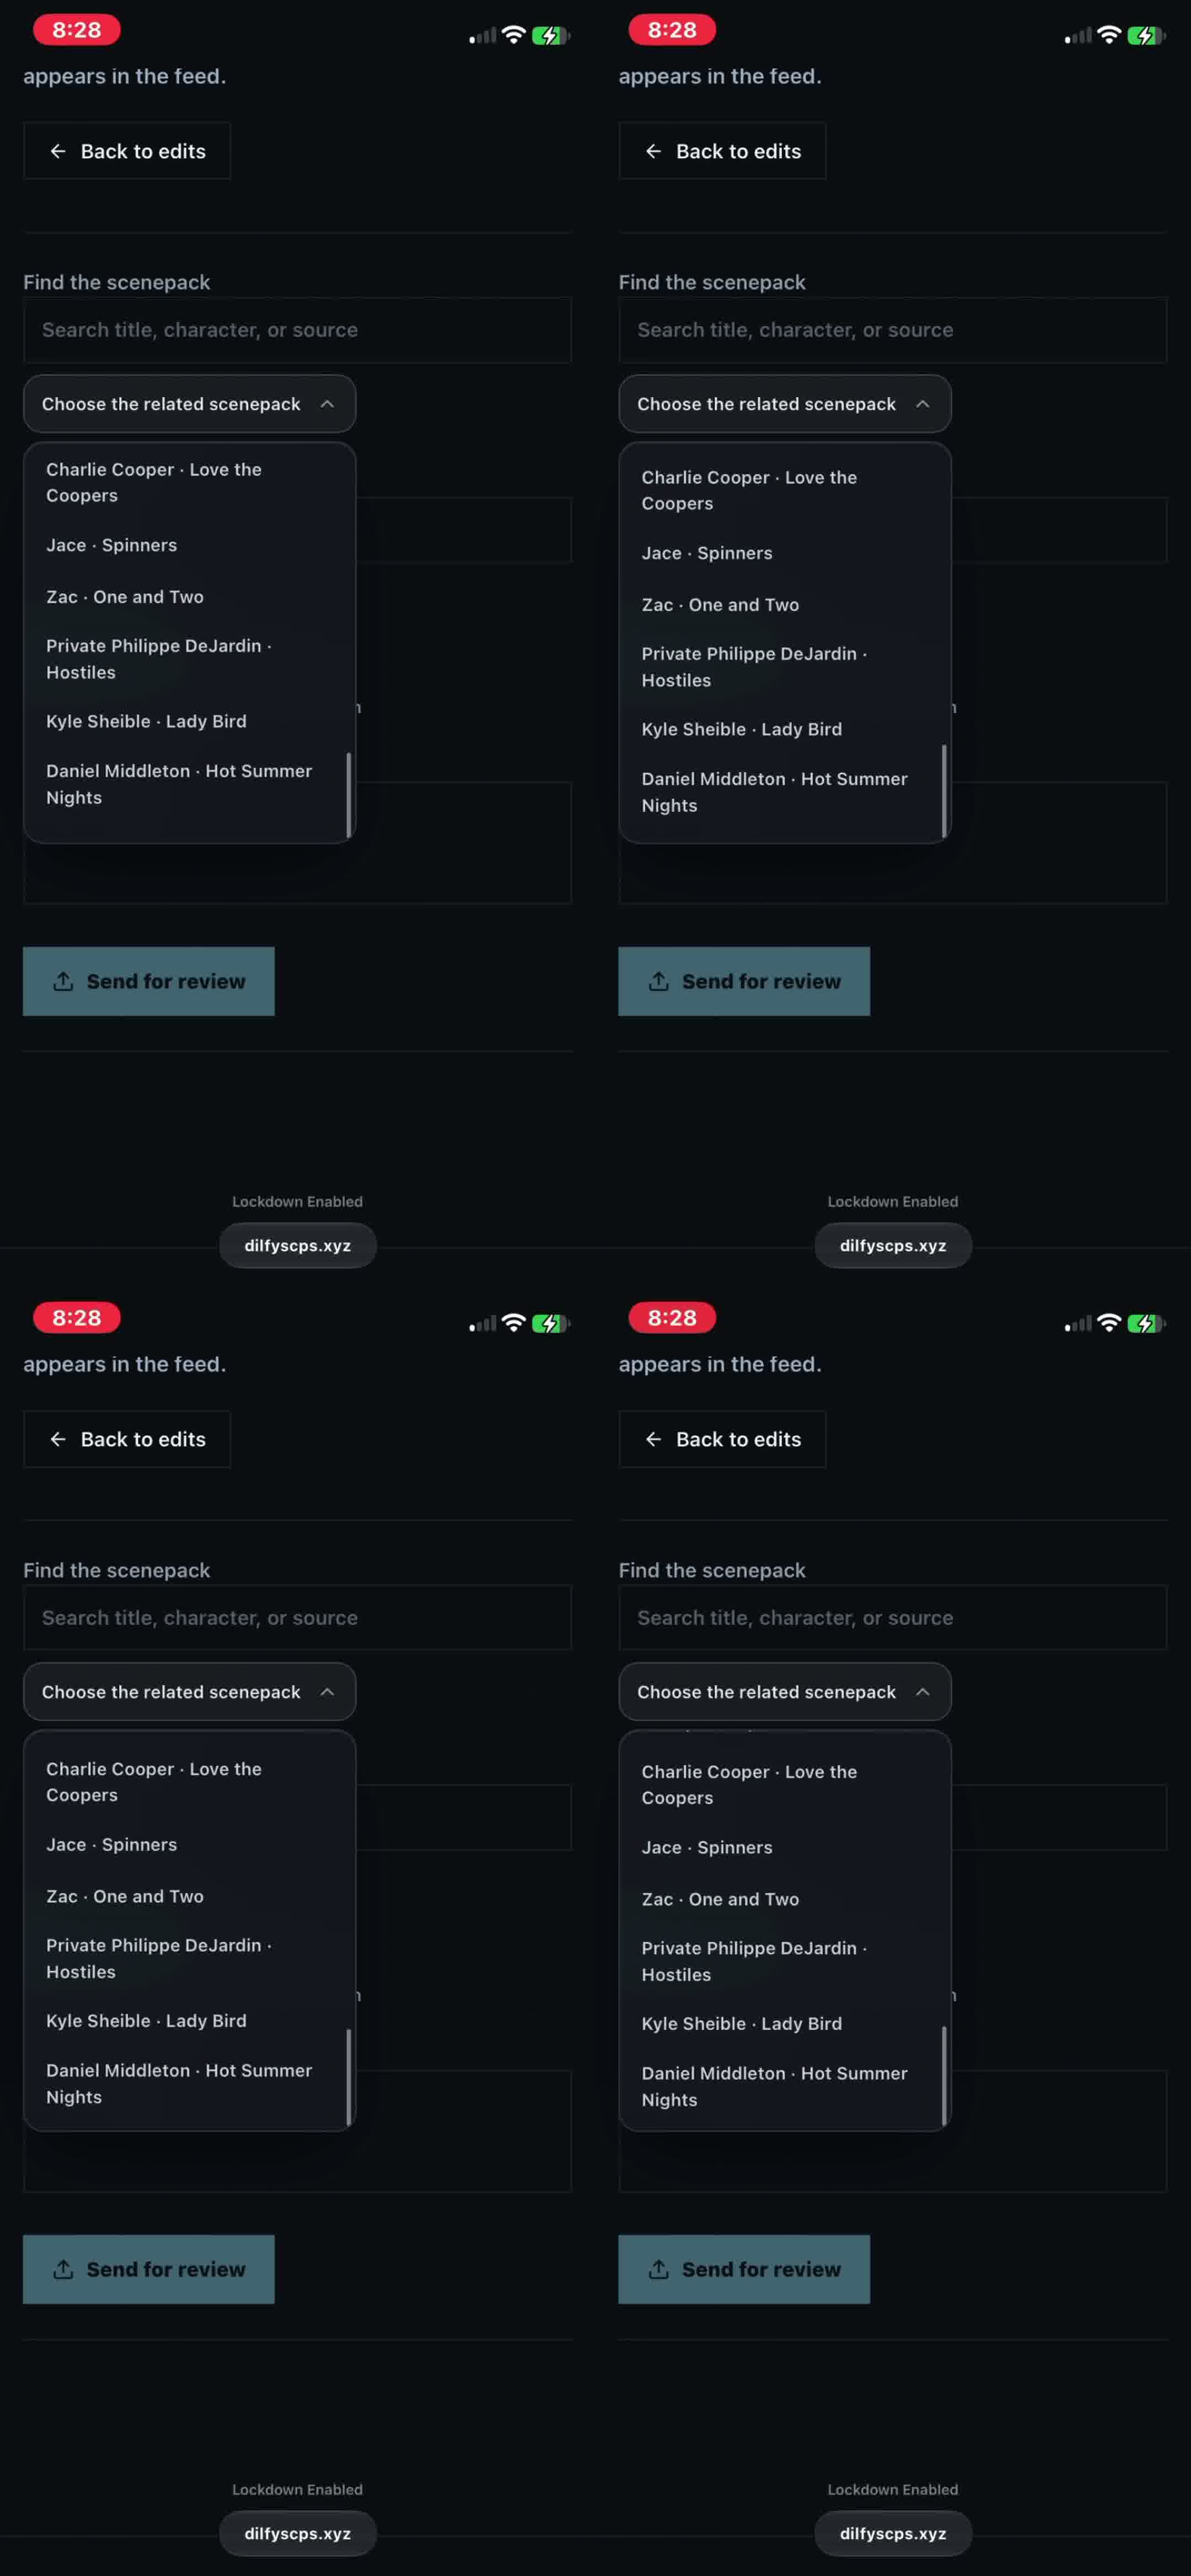 8:28
appears in the feed.
← Back to edits
Find the scenepack
Search title, character, or source
Choose the related scenepack
Charlie Cooper · Love the
Coopers
Jace · Spinners
Zac · One and Two
Private Philippe DeJardin ·
Hostiles
Kyle Sheible · Lady Bird
Daniel Middleton · Hot Summer
Nights
Send for review
Lockdown Enabled
dilfyscps.xyz
8:28
appears in the feed.
← Back to edits
Find the scenepack
Search title, character, or source
Choose the related scenepack
Charlie Cooper · Love the
Coopers
Jace · Spinners
Zac · One and Two
Private Philippe DeJardin ·
Hostiles
Kyle Sheible · Lady Bird
Daniel Middleton · Hot Summer
Nights
Send for review
Lockdown Enabled
dilfyscps.xyz
8:28
appears in the feed.
← Back to edits
Find the scenepack
Search title, character, or source
Choose the related scenepack
Charlie Cooper · Love the
Coopers
Jace · Spinners
Zac · One and Two
Private Philippe DeJardin ·
Hostiles
Kyle Sheible · Lady Bird
Daniel Middleton · Hot Summer
Nights
Send for review
Lockdown Enabled
dilfyscps.xyz
8:28
appears in the feed.
← Back to edits
Find the scenepack
Search title, character, or source
Choose the related scenepack
Charlie Cooper · Love the
Coopers
Jace · Spinners
Zac · One and Two
Private Philippe DeJardin ·
Hostiles
Kyle Sheible · Lady Bird
Daniel Middleton · Hot Summer
Nights
Send for review
Lockdown Enabled
dilfyscps.xyz